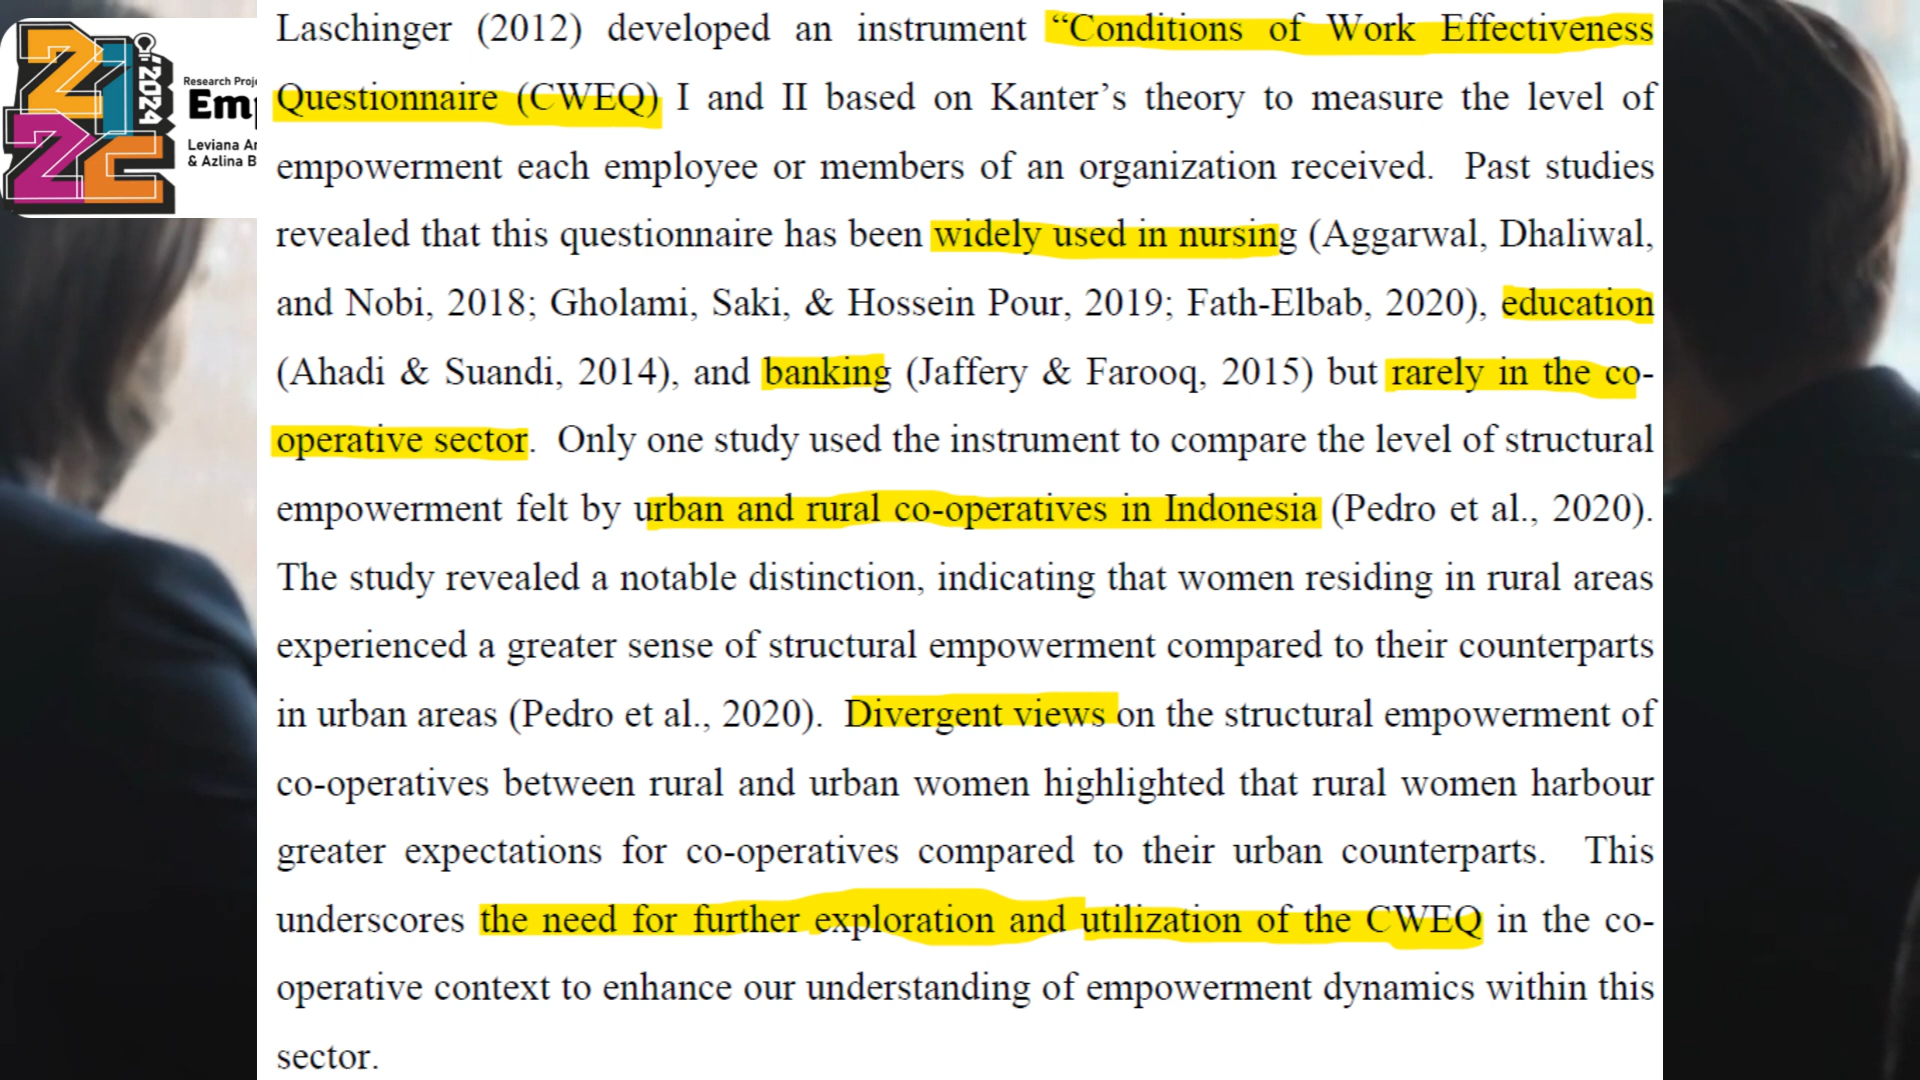 21
2C
2024
Research Proj
Em
Leviana A
& Azlina B
Laschinger (2012) developed an instrument “Conditions of Work Effectiveness
Questionnaire (CWEQ) I and II based on Kanter’s theory to measure the level of
empowerment each employee or members of an organization received. Past studies
revealed that this questionnaire has been widely used in nursing (Aggarwal, Dhaliwal,
and Nobi, 2018; Gholami, Saki, & Hossein Pour, 2019; Fath-Elbab, 2020), education
(Ahadi & Suandi, 2014), and banking (Jaffery & Farooq, 2015) but rarely in the co-
operative sector. Only one study used the instrument to compare the level of structural
empowerment felt by urban and rural co-operatives in Indonesia (Pedro et al., 2020).
The study revealed a notable distinction, indicating that women residing in rural areas
experienced a greater sense of structural empowerment compared to their counterparts
in urban areas (Pedro et al., 2020). Divergent views on the structural empowerment of
co-operatives between rural and urban women highlighted that rural women harbour
greater expectations for co-operatives compared to their urban counterparts. This
underscores the need for further exploration and utilization of the CWEQ in the co-
operative context to enhance our understanding of empowerment dynamics within this
sector.